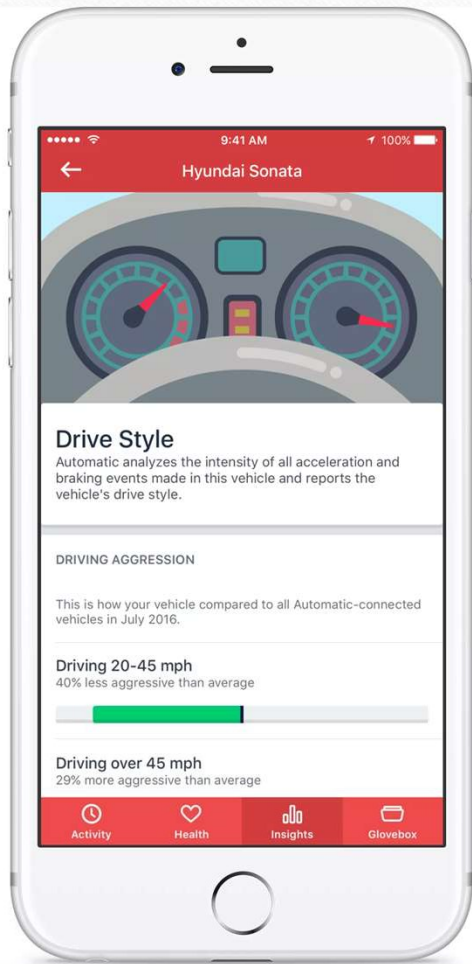 9:41 AM
100%
Hyundai Sonata
Drive Style
Automatic analyzes the intensity of all acceleration and
braking events made in this vehicle and reports the
vehicle's drive style.
DRIVING AGGRESSION
This is how your vehicle compared to all Automatic-connected
vehicles in July 2016.
Driving 20-45 mph
40% less aggressive than average
Driving over 45 mph
29% more aggressive than average
Activity Health Insights Glovebox